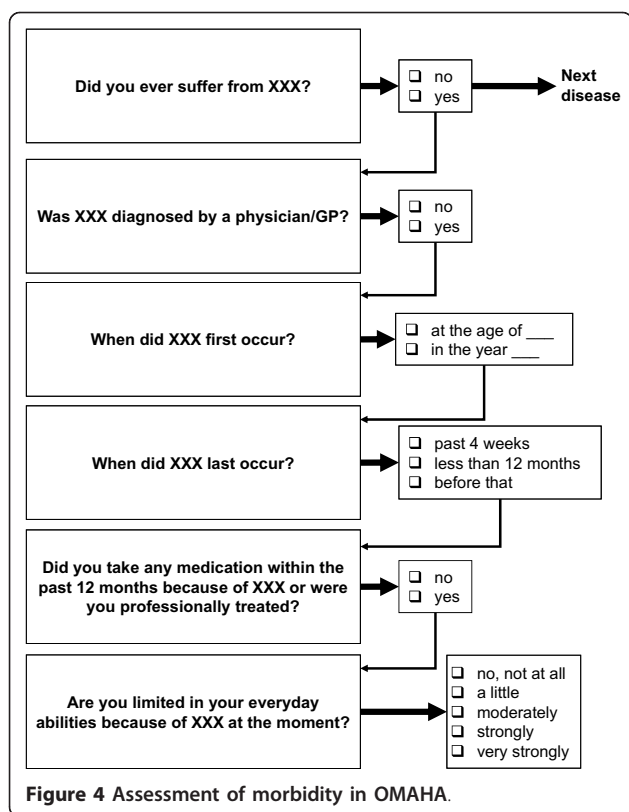 Did you ever suffer from XXX?
❑ no
❑ yes
Next
disease
Was XXX diagnosed by a physician/GP?
❑ no
❑ yes
When did XXX first occur?
❑ at the age of ___
❑ in the year ___
When did XXX last occur?
❑ past 4 weeks
❑ less than 12 months
❑ before that
Did you take any medication within the
past 12 months because of XXX or were
you professionally treated?
❑ no
❑ yes
Are you limited in your everyday
abilities because of XXX at the moment?
❑ no, not at all
❑ a little
❑ moderately
❑ strongly
❑ very strongly
Figure 4 Assessment of morbidity in OMAHA.